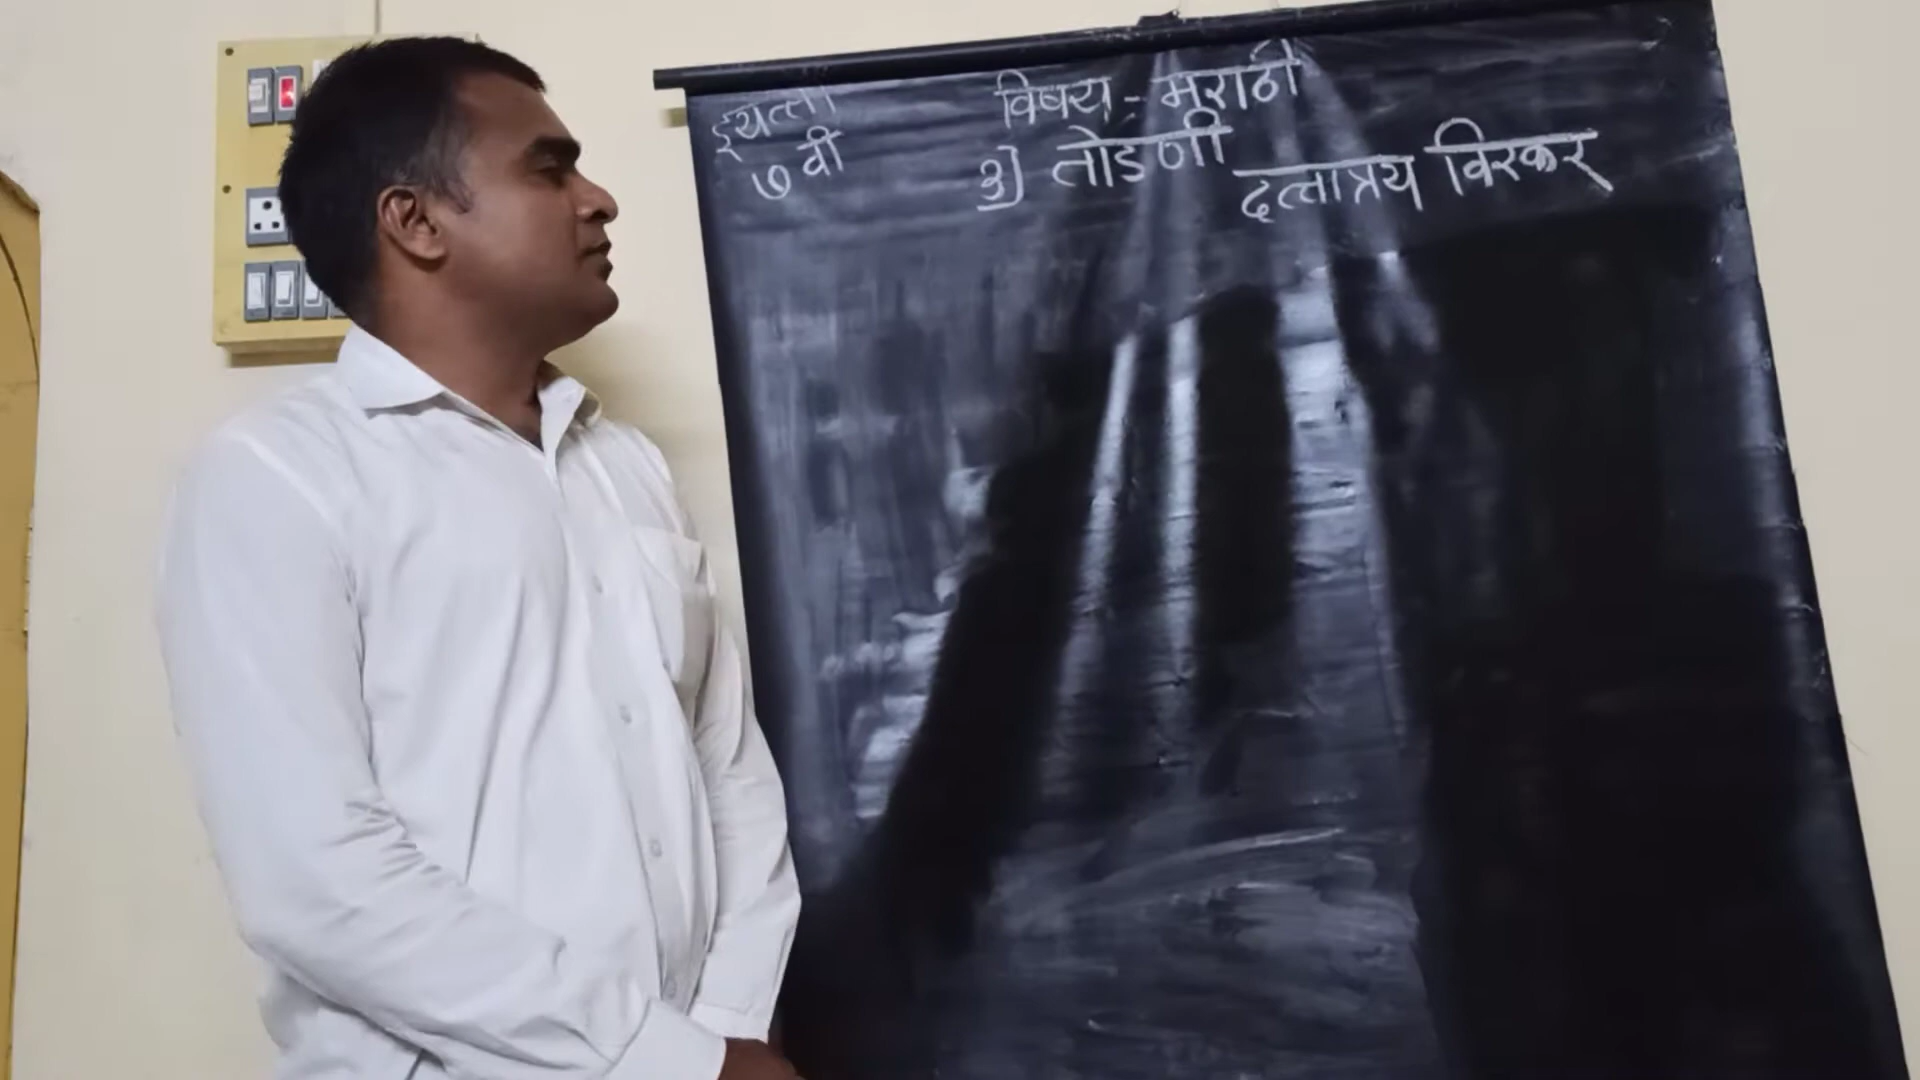 इयत्ता
७ वी
विषय - मराठी
३] तोडणी
दत्तात्रय विरकर